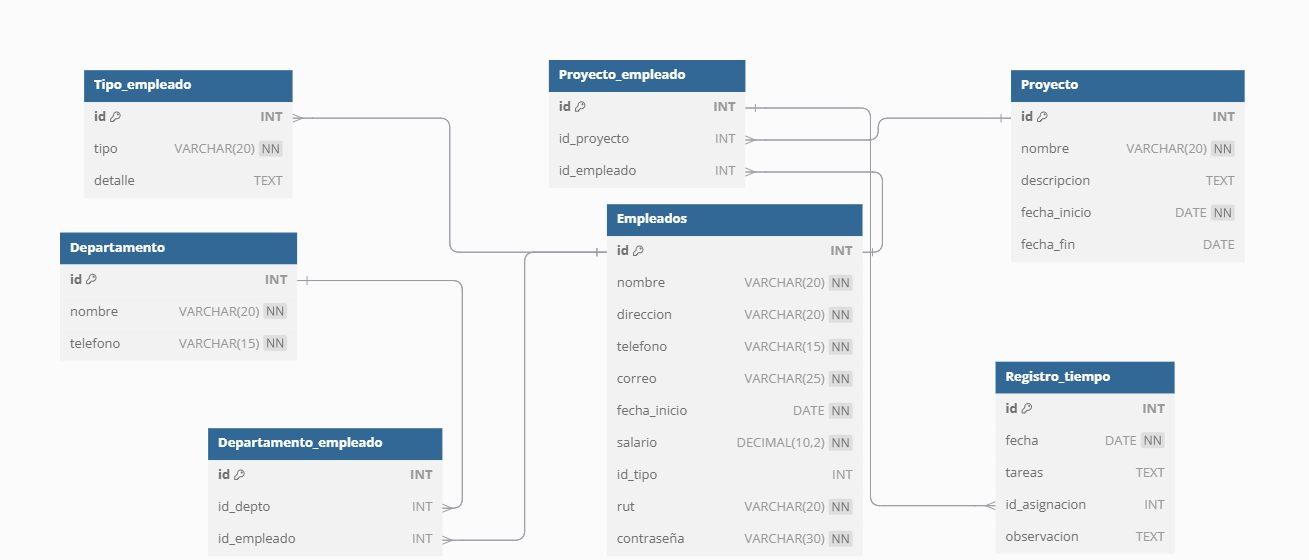 Tipo_empleado
id INT
tipo VARCHAR(20) NN
detalle TEXT
Departamento
id INT
nombre VARCHAR(20) NN
telefono VARCHAR(15) NN
Departamento_empleado
id INT
id_depto INT
id_empleado INT
Proyecto_empleado
id INT
id_proyecto INT
id_empleado INT
Empleados
id INT
nombre VARCHAR(20) NN
direccion VARCHAR(20) NN
telefono VARCHAR(15) NN
correo VARCHAR(25) NN
fecha_inicio DATE NN
salario DECIMAL(10,2) NN
id_tipo INT
rut VARCHAR(20) NN
contraseña VARCHAR(30) NN
Proyecto
id INT
nombre VARCHAR(20) NN
descripcion TEXT
fecha_inicio DATE NN
fecha_fin DATE
Registro_tiempo
id INT
fecha DATE NN
tareas TEXT
id_asignacion INT
observacion TEXT